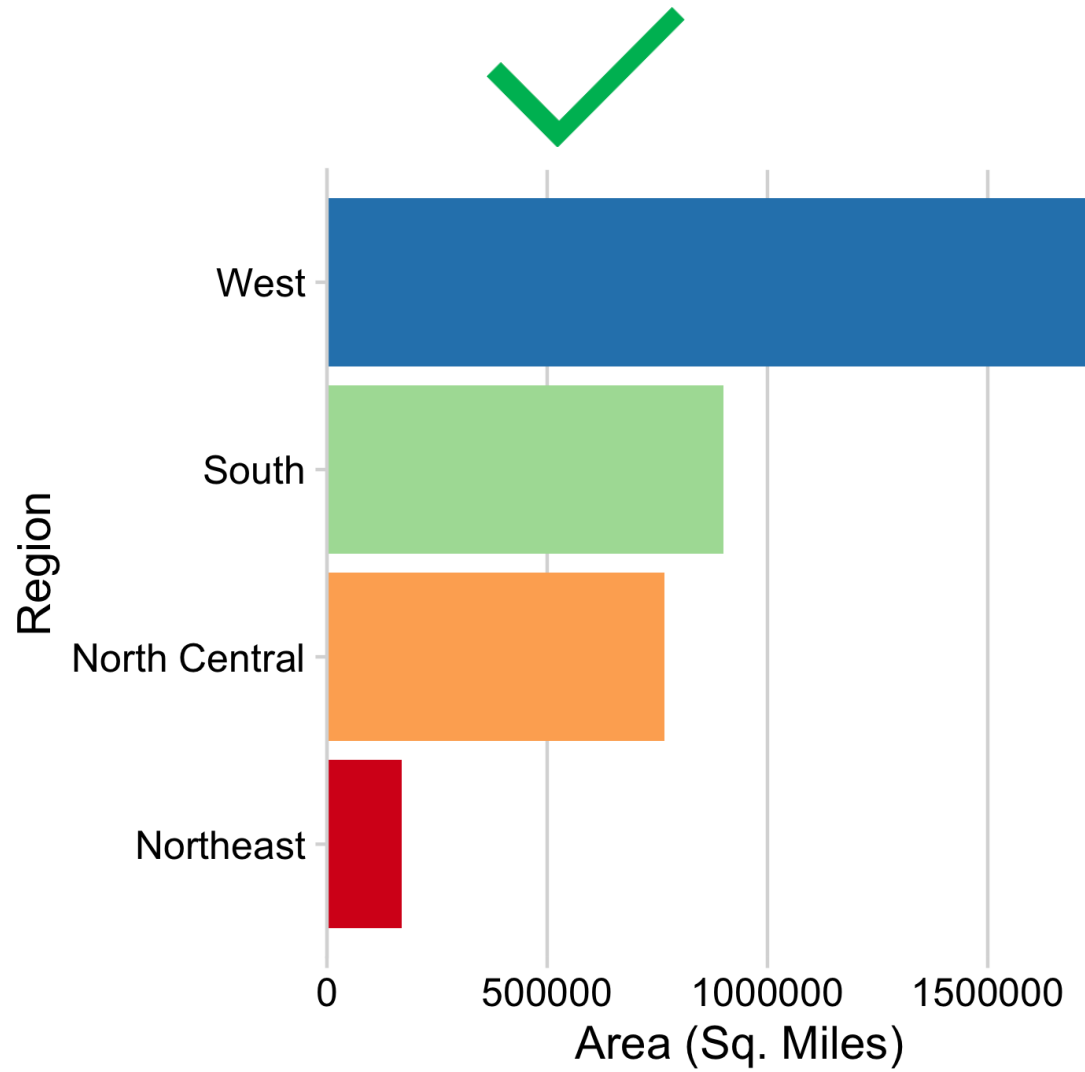 West
South
North Central
Northeast
Region
0 500000 1000000 1500000
Area (Sq. Miles)